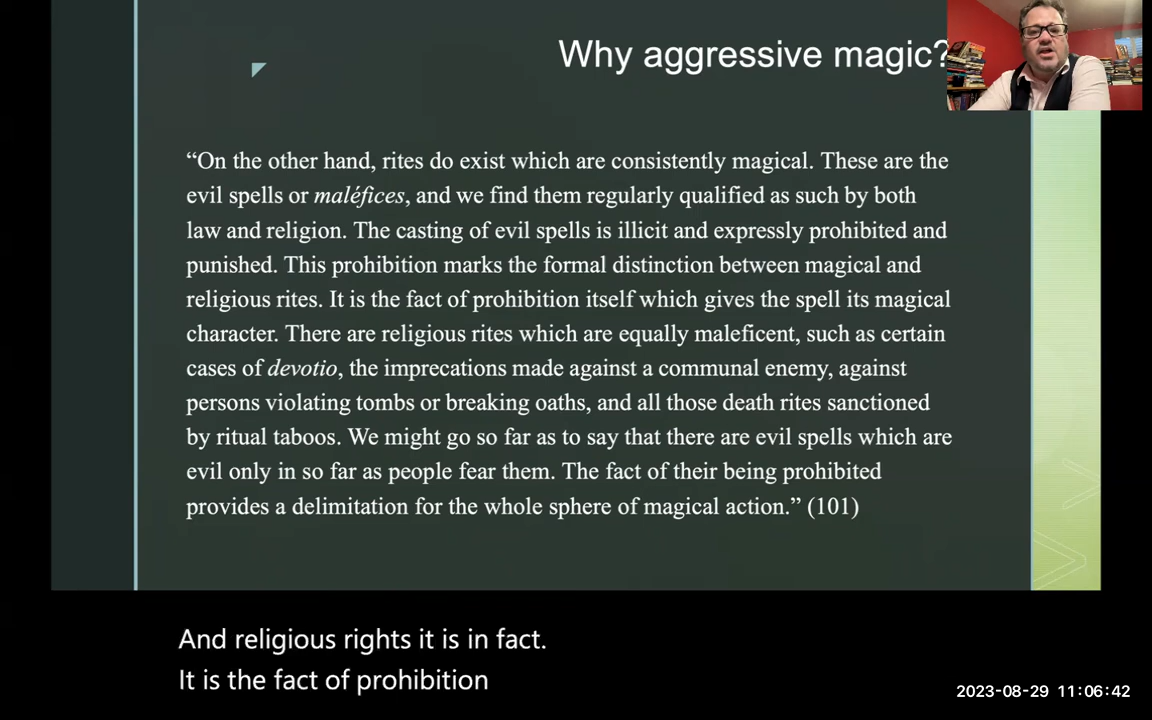 Why aggressive magic?
“On the other hand, rites do exist which are consistently magical. These are the
evil spells or maléfices, and we find them regularly qualified as such by both
law and religion. The casting of evil spells is illicit and expressly prohibited and
punished. This prohibition marks the formal distinction between magical and
religious rites. It is the fact of prohibition itself which gives the spell its magical
character. There are religious rites which are equally maleficent, such as certain
cases of devotio, the imprecations made against a communal enemy, against
persons violating tombs or breaking oaths, and all those death rites sanctioned
by ritual taboos. We might go so far as to say that there are evil spells which are
evil only in so far as people fear them. The fact of their being prohibited
provides a delimitation for the whole sphere of magical action.” (101)
And religious rights it is in fact.
It is the fact of prohibition
2023-08-29 11:06:42